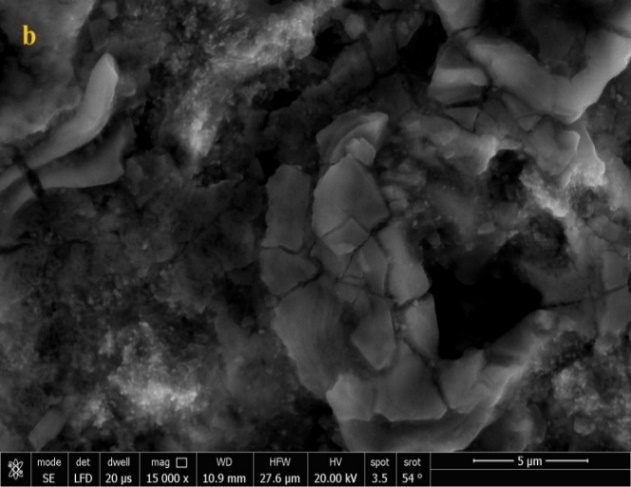 b
mode det dwell mag WD HFW HV spot srot
SE LFD 20 µs 15 000 x 10.9 mm 27.6 µm 20.00 kV 3.5 54 °
5 µm